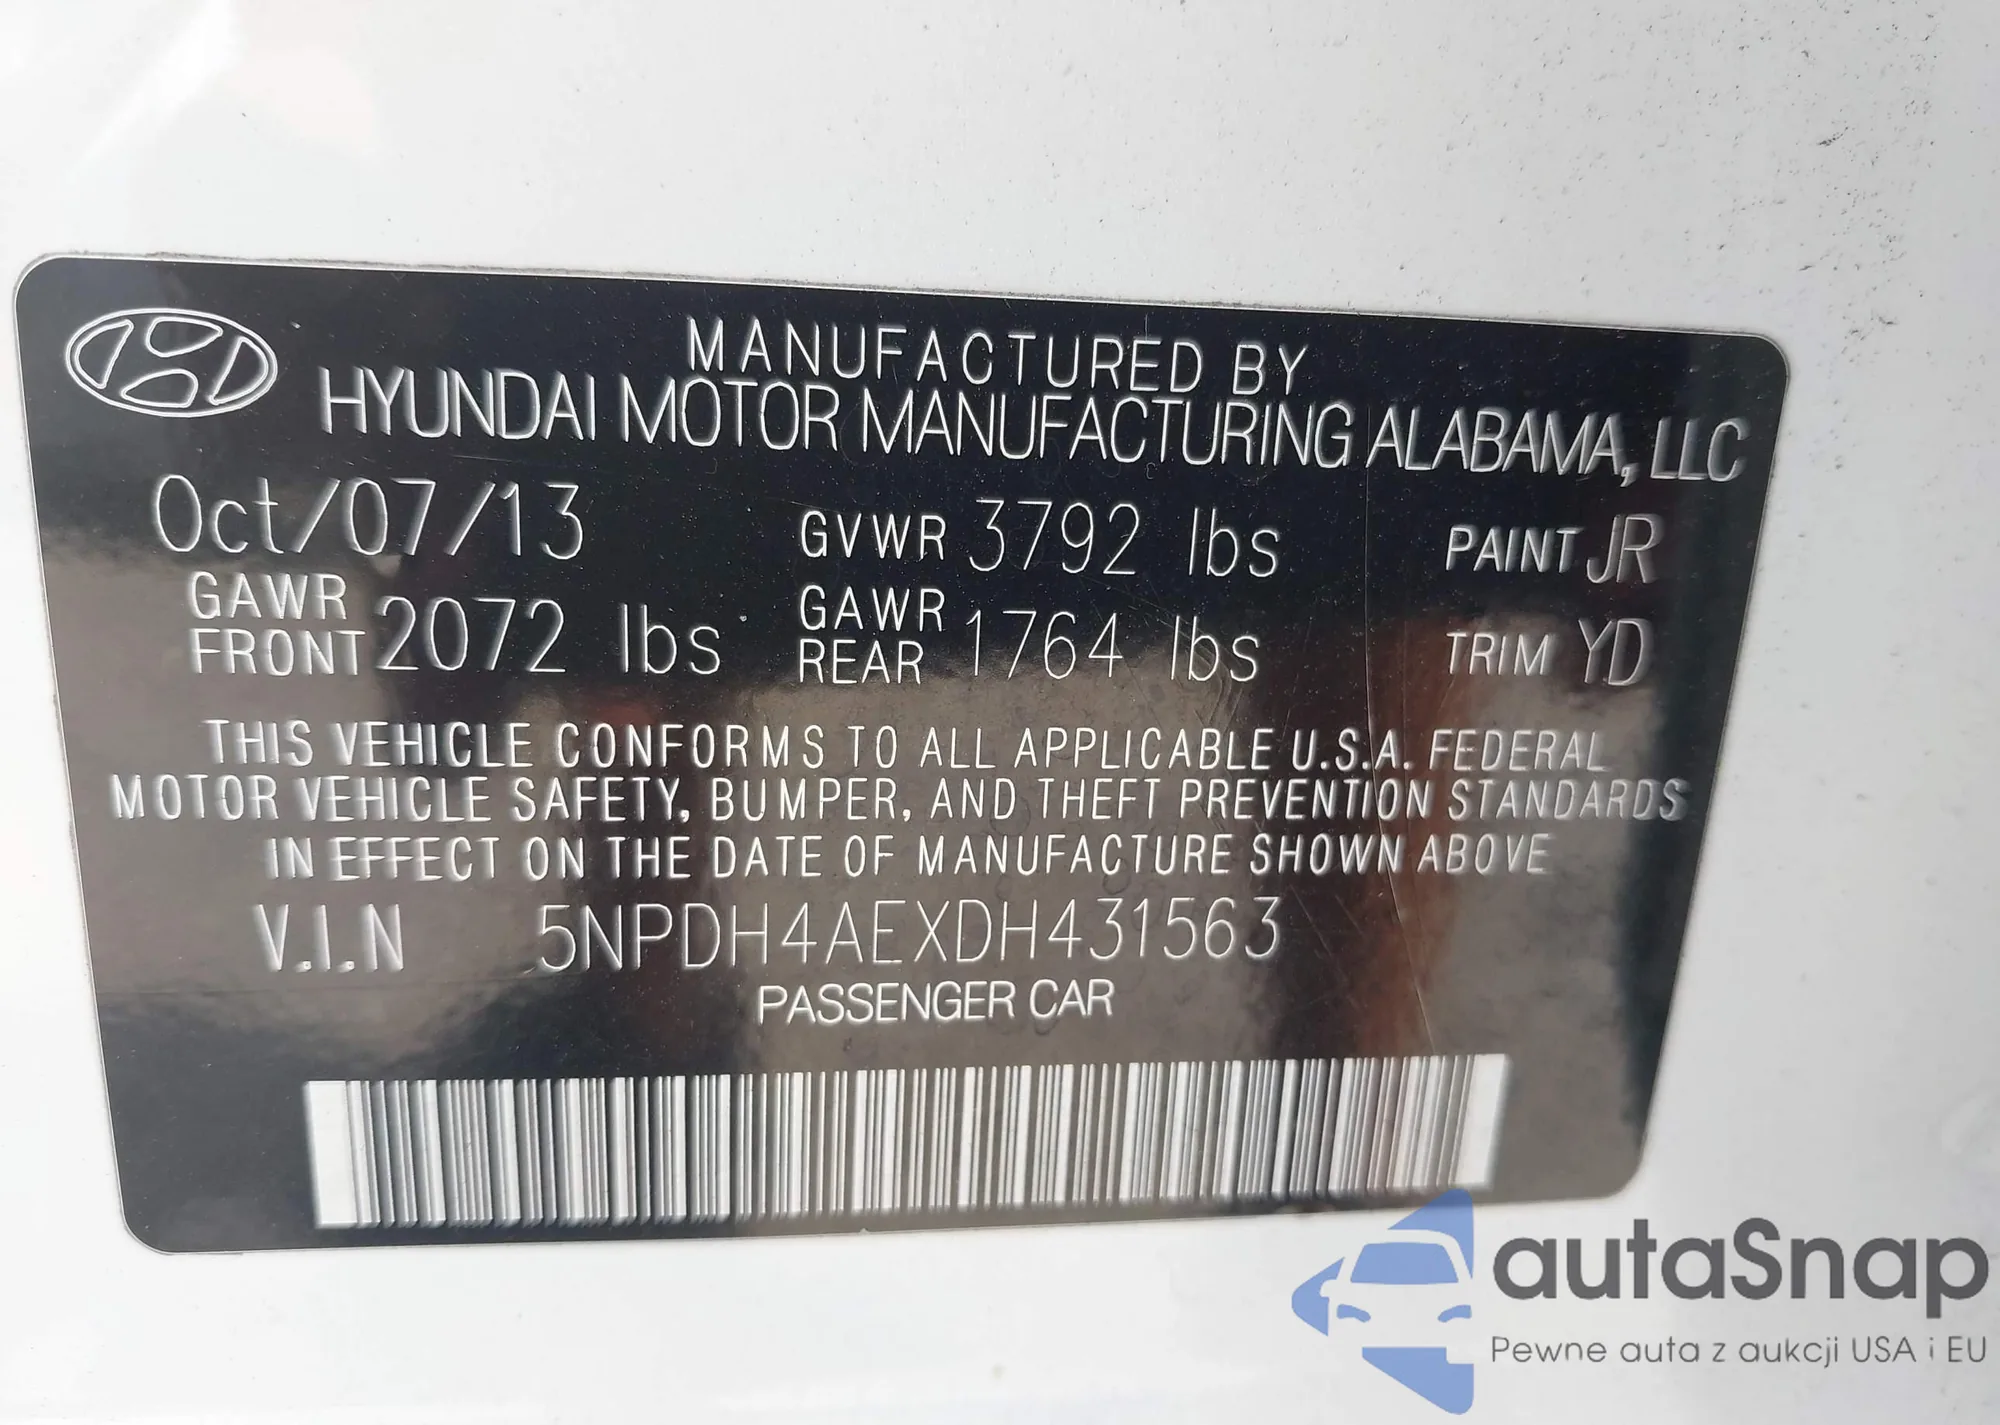 MANUFACTURED BY
HYUNDAI MOTOR MANUFACTURING ALABAMA, LLC
Oct/07/13 GVWR 3792 lbs PAINT JR
GAWR FRONT 2072 lbs GAWR REAR 1764 lbs TRIM YD
THIS VEHICLE CONFORMS TO ALL APPLICABLE U.S.A. FEDERAL
MOTOR VEHICLE SAFETY, BUMPER, AND THEFT PREVENTION STANDARDS
IN EFFECT ON THE DATE OF MANUFACTURE SHOWN ABOVE
V.I.N 5NPDH4AEXDH431563
PASSENGER CAR
autaSnap
Pewne auta z aukcji USA i EU